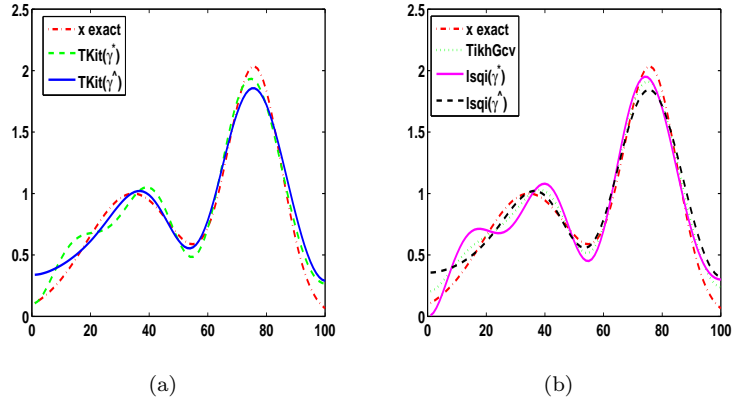 2.5
2
1.5
1
0.5
0
0 20 40 60 80 100
x exact
TKit(γ*)
TKit(γ^)
(a)
2.5
2
1.5
1
0.5
0
0 20 40 60 80 100
x exact
TikhGcv
lsqi(γ*)
lsqi(γ^)
(b)